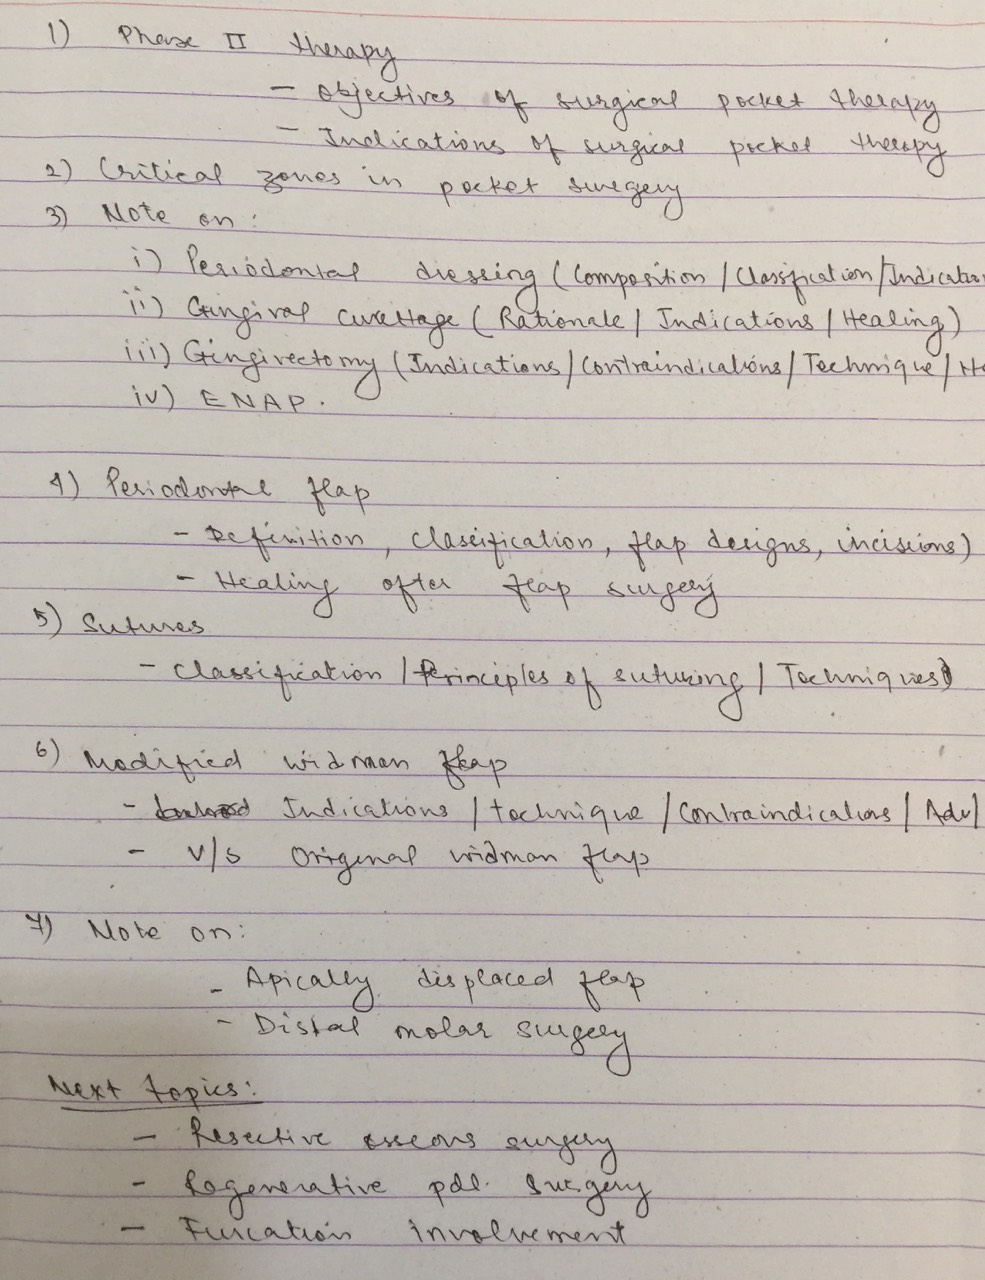 1) Phase II therapy
- Objectives of surgical pocket therapy
- Indications of surgical pocket therapy
2) Critical zones in pocket surgery
3) Note on:
i) Periodontal dressing (Composition / Classification / Indicatio
ii) Gingival curettage (Rationale / Indications / Healing)
iii) Gingivectomy (Indications / Contraindications / Technique / He
iv) ENAP.
4) Periodontal flap
- Definition, classification, flap designs, incisions)
- Healing after flap surgery
5) Sutures
- Classification / Principles of suturing / Techniques)
6) Modified widman flap
- Indications / technique / Contraindications / Adv /
- V/s Original widman flap
7) Note on:
- Apically displaced flap
- Distal molar surgery
Next topics:
- Resective osseous surgery
- Regenerative pdl. surgery
- Furcation involvement